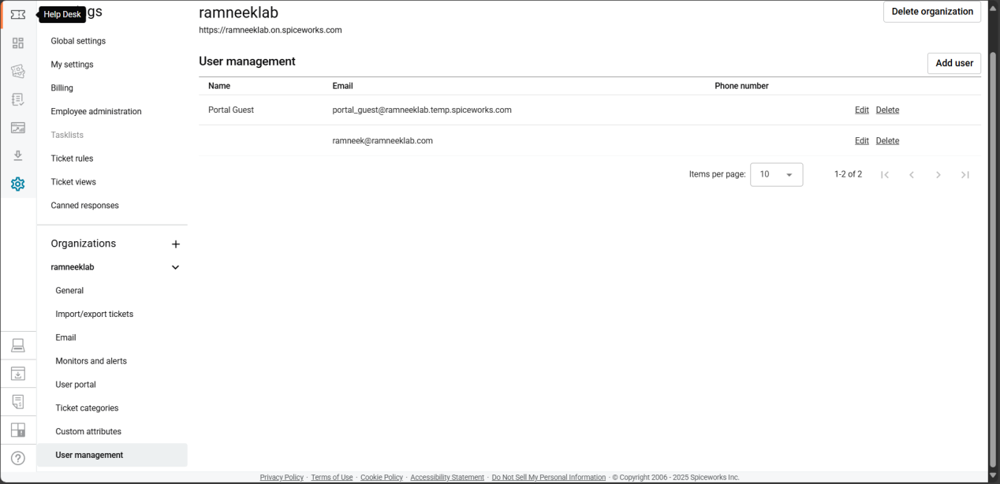 Help Desk
gs
Global settings
My settings
Billing
Employee administration
Tasklists
Ticket rules
Ticket views
Canned responses
Organizations +
ramneeklab
General
Import/export tickets
Email
Monitors and alerts
User portal
Ticket categories
Custom attributes
User management
ramneeklab
Delete organization
https://ramneeklab.on.spiceworks.com
User management
Add user
Name Email Phone number
Portal Guest portal_guest@ramneeklab.temp.spiceworks.com Edit Delete
ramneek@ramneeklab.com Edit Delete
Items per page: 10 1-2 of 2
Privacy Policy · Terms of Use · Cookie Policy · Accessibility Statement · Do Not Sell My Personal Information · © Copyright 2006 - 2025 Spiceworks Inc.